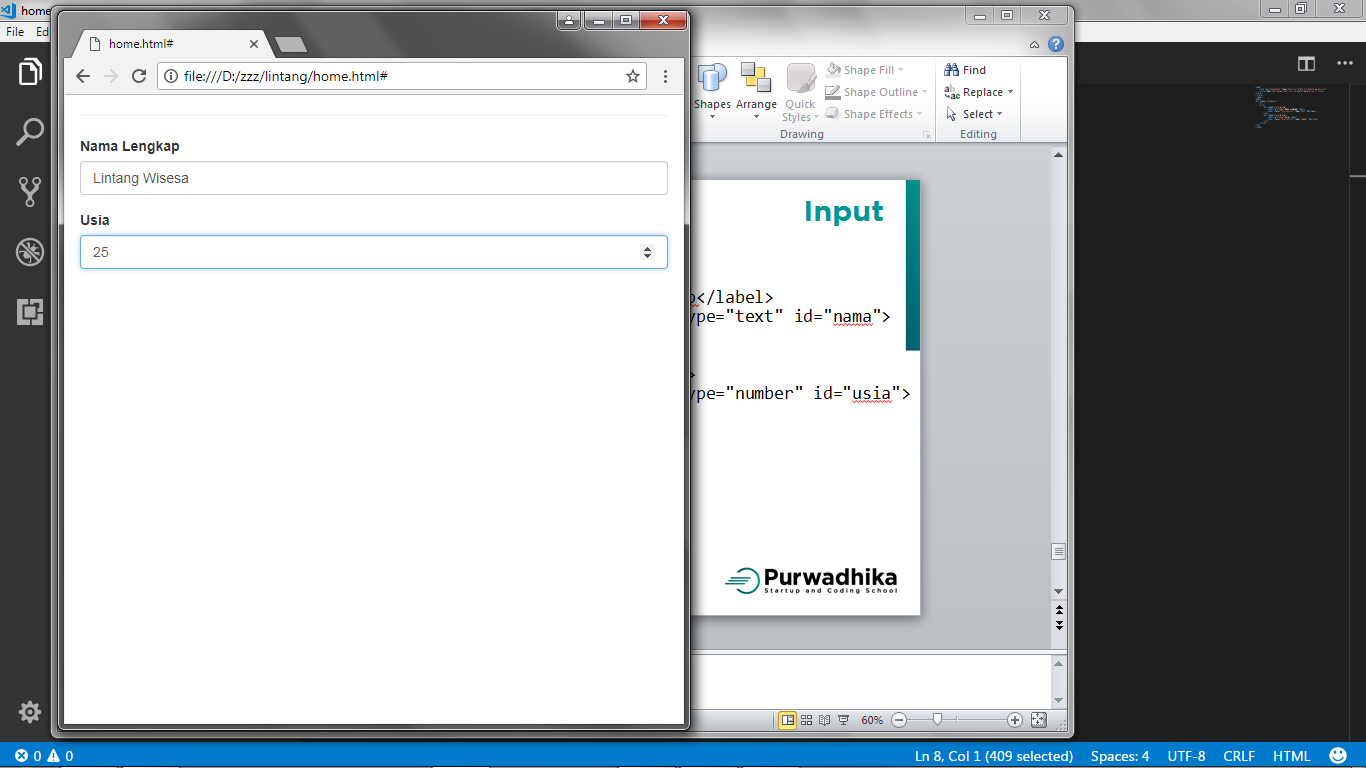 home.
File Ed
home.html#
file:///D:/zzz/lintang/home.html#
Nama Lengkap
Lintang Wisesa
Usia
25
Shapes
Arrange
Quick
Styles
Shape Fill
Shape Outline
Shape Effects
Drawing
Find
Replace
Select
Editing
Input
</label>
ype="text" id="nama">
>
ype="number" id="usia">
Purwadhika
Startup and Coding School
60%
0 0
Ln 8, Col 1 (409 selected) Spaces: 4 UTF-8 CRLF HTML